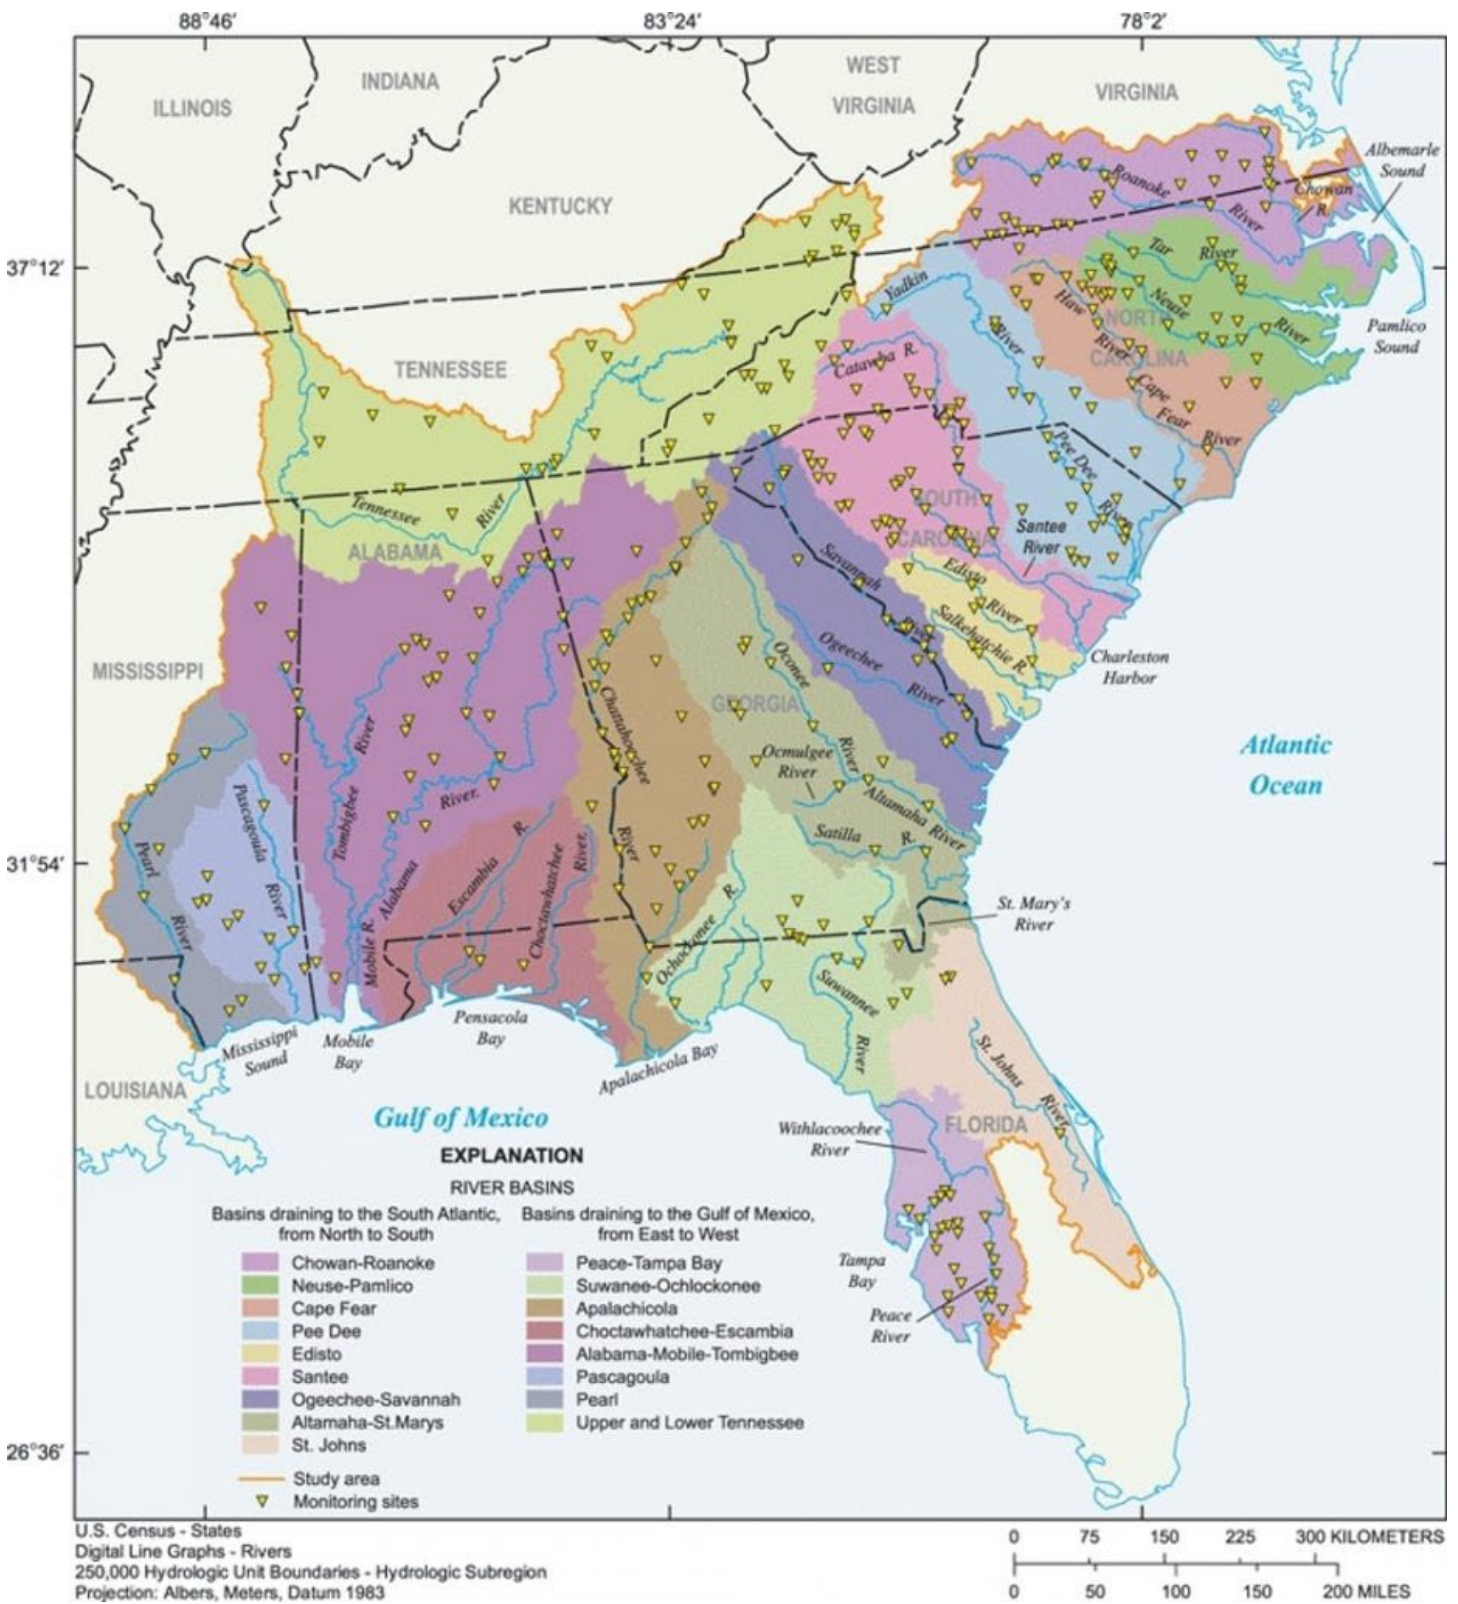 88°46′
83°24′
78°2′
37°12′
31°54′
26°36′
ILLINOIS
INDIANA
WEST
VIRGINIA
VIRGINIA
KENTUCKY
TENNESSEE
NORTH
CAROLINA
SOUTH
CAROLINA
ALABAMA
MISSISSIPPI
GEORGIA
LOUISIANA
FLORIDA
Albemarle
Sound
Pamlico
Sound
Roanoke
River
Chowan
R.
Tar
River
Neuse
River
Haw
River
Cape
Fear
River
Yadkin
River
Pee Dee
River
Catawba R.
Santee
River
Edisto
River
Salkehatchie R.
Charleston
Harbor
Savannah
River
Ogeechee
River
Oconee
River
Ocmulgee
River
Altamaha River
Satilla
R.
St. Mary's
River
Tennessee
River
Chattahoochee
River
Tombigbee
River
Alabama
River.
Mobile R.
Pascagoula
River
Pearl
River
Escambia
R.
Choctawhatchee
River.
Ochockonee
R.
Suwannee
River
St. Johns
River
Mississippi
Sound
Mobile
Bay
Pensacola
Bay
Apalachicola Bay
Withlacoochee
River
Tampa
Bay
Peace
River
Atlantic
Ocean
Gulf of Mexico
EXPLANATION
RIVER BASINS
Basins draining to the South Atlantic,
from North to South
Chowan-Roanoke
Neuse-Pamlico
Cape Fear
Pee Dee
Edisto
Santee
Ogeechee-Savannah
Altamaha-St.Marys
St. Johns
Basins draining to the Gulf of Mexico,
from East to West
Peace-Tampa Bay
Suwanee-Ochlockonee
Apalachicola
Choctawhatchee-Escambia
Alabama-Mobile-Tombigbee
Pascagoula
Pearl
Upper and Lower Tennessee
Study area
Monitoring sites
U.S. Census - States
Digital Line Graphs - Rivers
250,000 Hydrologic Unit Boundaries - Hydrologic Subregion
Projection: Albers, Meters, Datum 1983
0 75 150 225 300 KILOMETERS
0 50 100 150 200 MILES